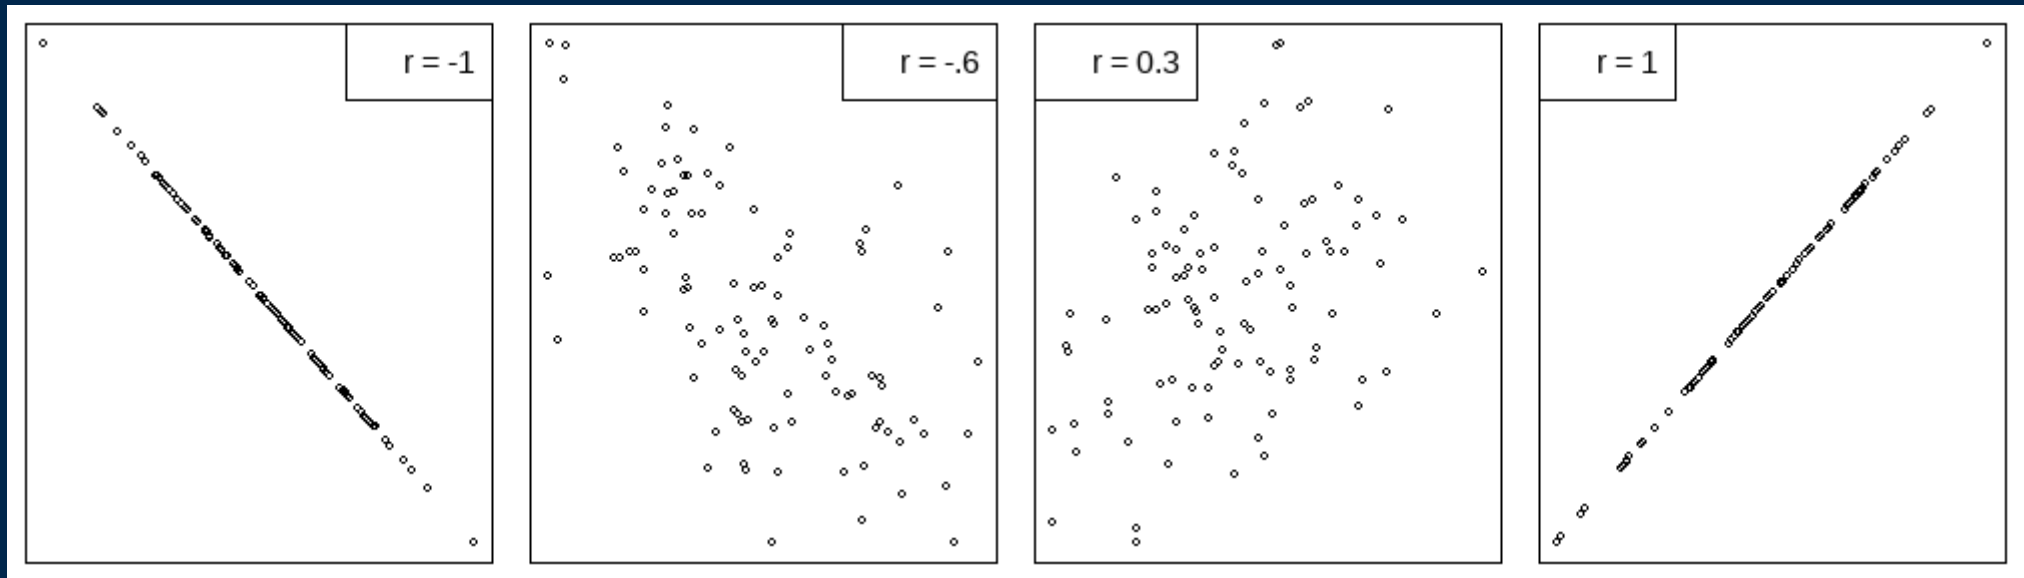 r = -1
r = -.6
r = 0.3
r = 1